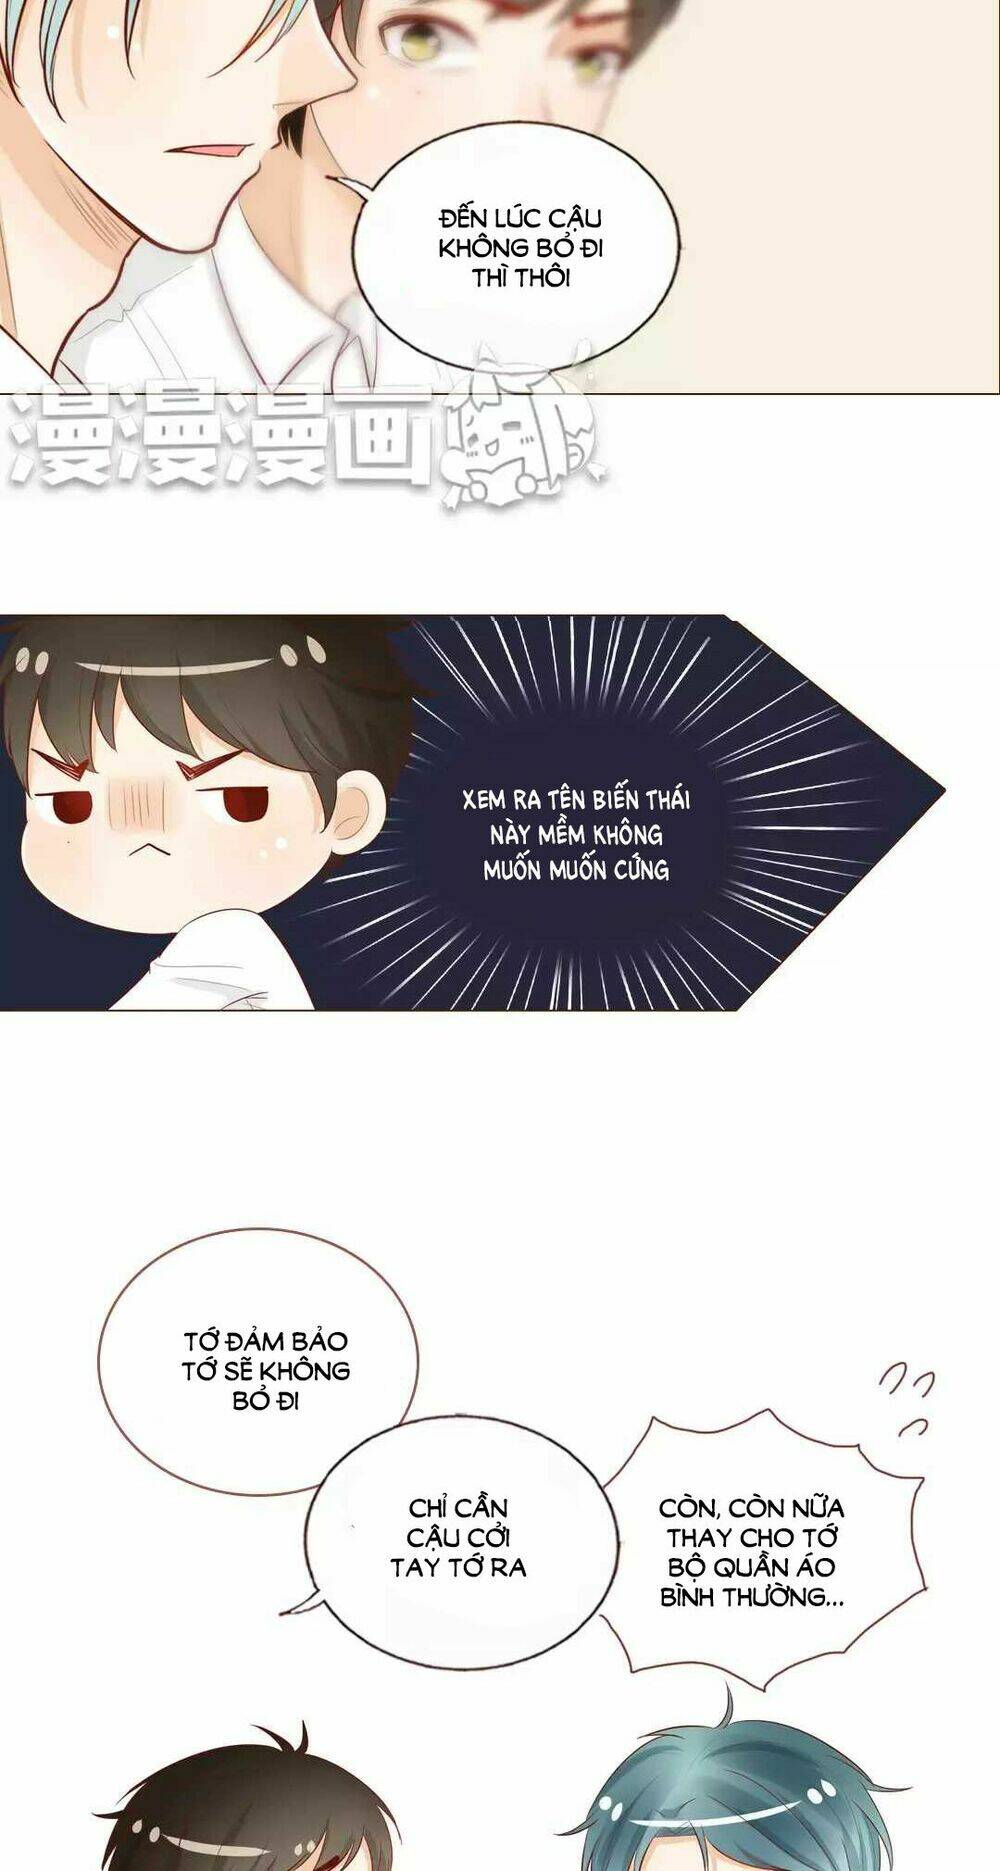 ĐẾN LÚC CẬU
KHÔNG BỎ ĐI
THÌ THÔI
漫漫漫画
XEM RA TÊN BIẾN THÁI
NÀY MỀM KHÔNG
MUỐN MUỐN CỨNG
TỚ ĐẢM BẢO
TỚ SẼ KHÔNG
BỎ ĐI
CHỈ CẦN
CẬU CỞI
TAY TỚ RA
CÒN, CÒN NỮA
THAY CHO TỚ
BỘ QUẦN ÁO
BÌNH THƯỜNG...